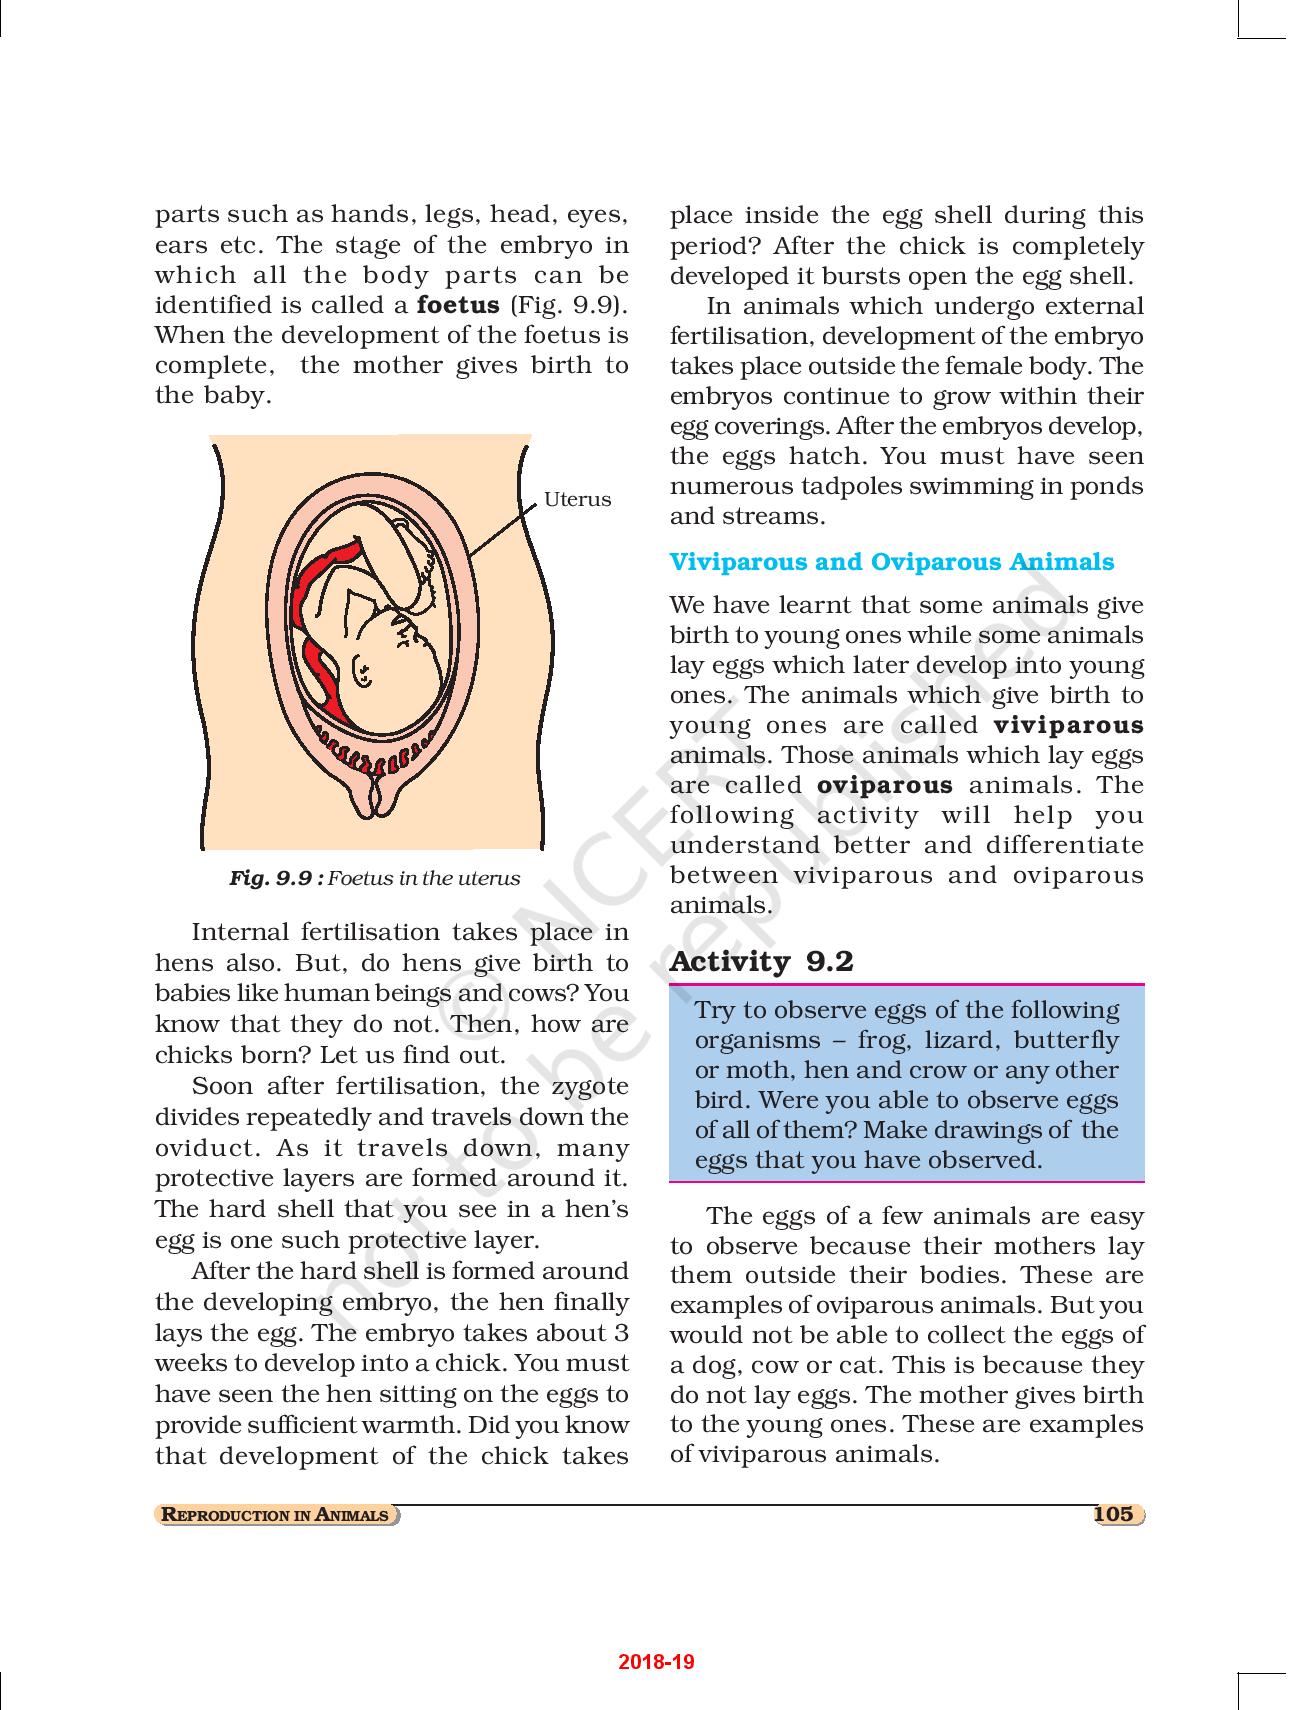 parts such as hands, legs, head, eyes,
ears etc. The stage of the embryo in
which all the body parts can be
identified is called a foetus (Fig. 9.9).
When the development of the foetus is
complete, the mother gives birth to
the baby.
Uterus
Fig. 9.9 : Foetus in the uterus
Internal fertilisation takes place in
hens also. But, do hens give birth to
babies like human beings and cows? You
know that they do not. Then, how are
chicks born? Let us find out.
Soon after fertilisation, the zygote
divides repeatedly and travels down the
oviduct. As it travels down, many
protective layers are formed around it.
The hard shell that you see in a hen's
egg is one such protective layer.
After the hard shell is formed around
the developing embryo, the hen finally
lays the egg. The embryo takes about 3
weeks to develop into a chick. You must
have seen the hen sitting on the eggs to
provide sufficient warmth. Did you know
that development of the chick takes
place inside the egg shell during this
period? After the chick is completely
developed it bursts open the egg shell.
In animals which undergo external
fertilisation, development of the embryo
takes place outside the female body. The
embryos continue to grow within their
egg coverings. After the embryos develop,
the eggs hatch. You must have seen
numerous tadpoles swimming in ponds
and streams.
Viviparous and Oviparous Animals
We have learnt that some animals give
birth to young ones while some animals
lay eggs which later develop into young
ones. The animals which give birth to
young ones are called viviparous
animals. Those animals which lay eggs
are called oviparous animals. The
following activity will help you
understand better and differentiate
between viviparous and oviparous
animals.
Activity 9.2
Try to observe eggs of the following
organisms – frog, lizard, butterfly
or moth, hen and crow or any other
bird. Were you able to observe eggs
of all of them? Make drawings of the
eggs that you have observed.
The eggs of a few animals are easy
to observe because their mothers lay
them outside their bodies. These are
examples of oviparous animals. But you
would not be able to collect the eggs of
a dog, cow or cat. This is because they
do not lay eggs. The mother gives birth
to the young ones. These are examples
of viviparous animals.
© NCERT
not to be republished
REPRODUCTION IN ANIMALS
105
2018-19